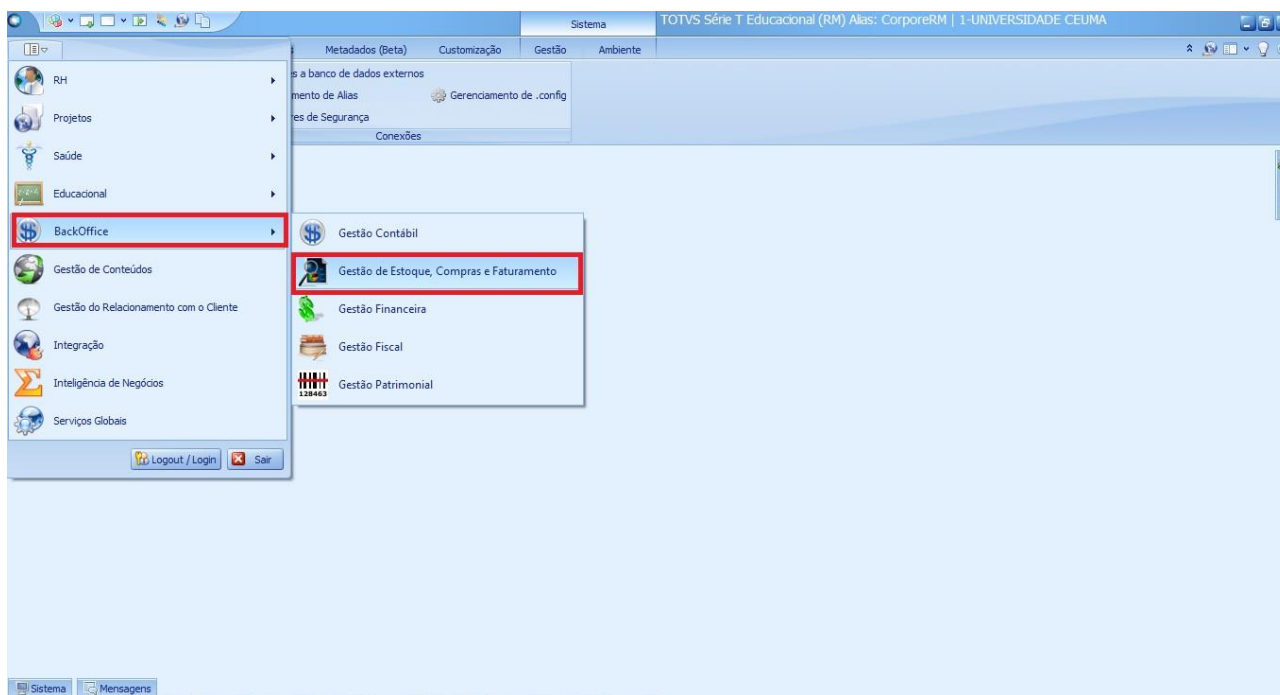 Sistema
TOTVS Série T Educacional (RM) Alias: CorporeRM | 1-UNIVERSIDADE CEUMA
Metadados (Beta) Customização Gestão Ambiente
s a banco de dados externos
mento de Alias Gerenciamento de .config
es de Segurança
Conexões
RH
Projetos
Saúde
Educacional
BackOffice
Gestão de Conteúdos
Gestão do Relacionamento com o Cliente
Integração
Inteligência de Negócios
Serviços Globais
Logout / Login Sair
Gestão Contábil
Gestão de Estoque, Compras e Faturamento
Gestão Financeira
Gestão Fiscal
Gestão Patrimonial
128463
Sistema Mensagens